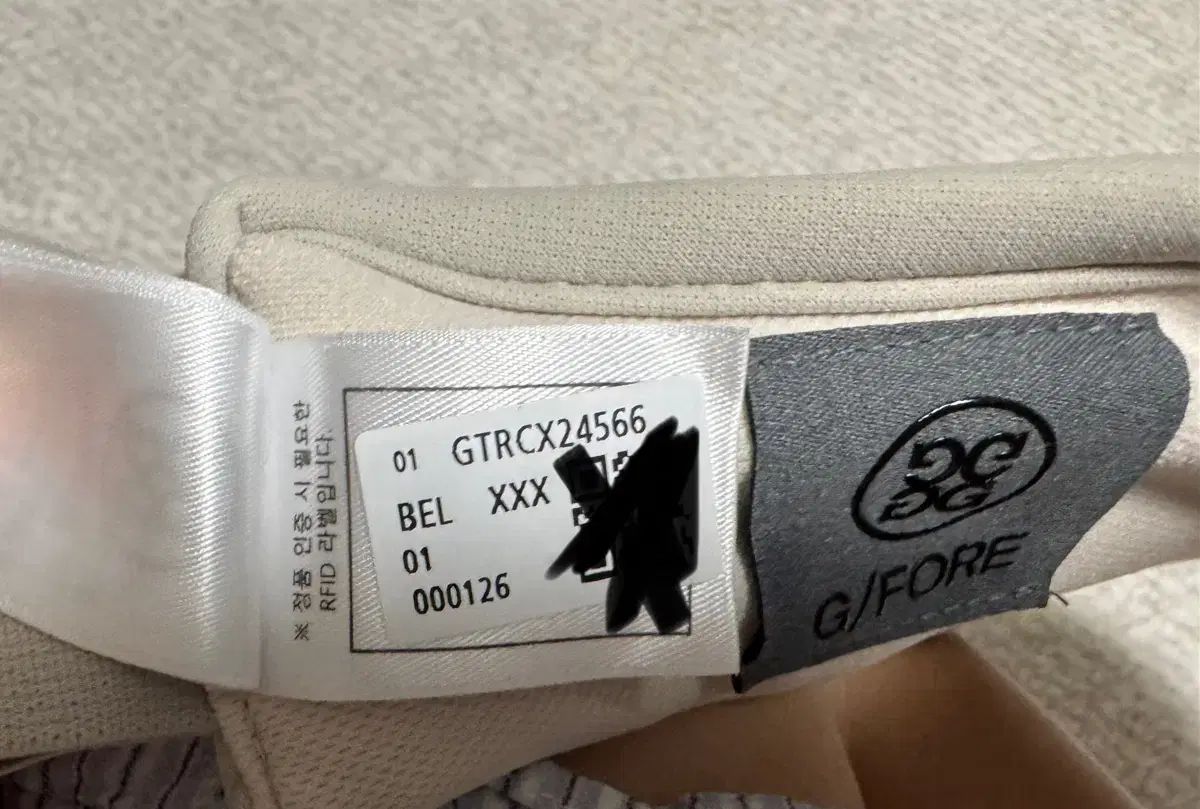 ※ 정품 인증 시 필요한
RFID 라벨입니다.
01 GTRCX24566
BEL XXX
01
000126
G/FORE